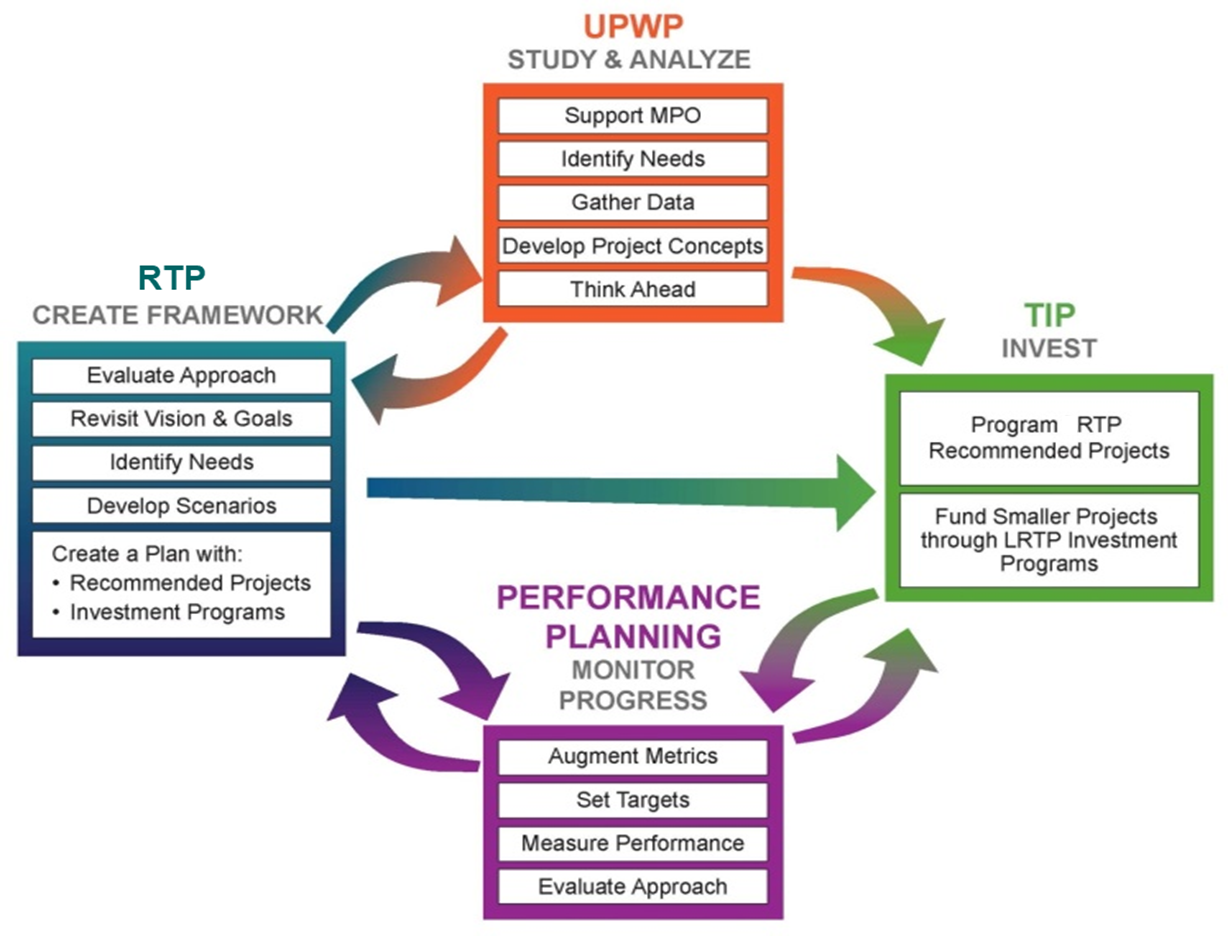 UPWP
STUDY & ANALYZE
Support MPO
Identify Needs
Gather Data
Develop Project Concepts
Think Ahead
RTP
CREATE FRAMEWORK
Evaluate Approach
Revisit Vision & Goals
Identify Needs
Develop Scenarios
Create a Plan with:
• Recommended Projects
• Investment Programs
TIP
INVEST
Program RTP
Recommended Projects
Fund Smaller Projects
through LRTP Investment
Programs
PERFORMANCE
PLANNING
MONITOR
PROGRESS
Augment Metrics
Set Targets
Measure Performance
Evaluate Approach